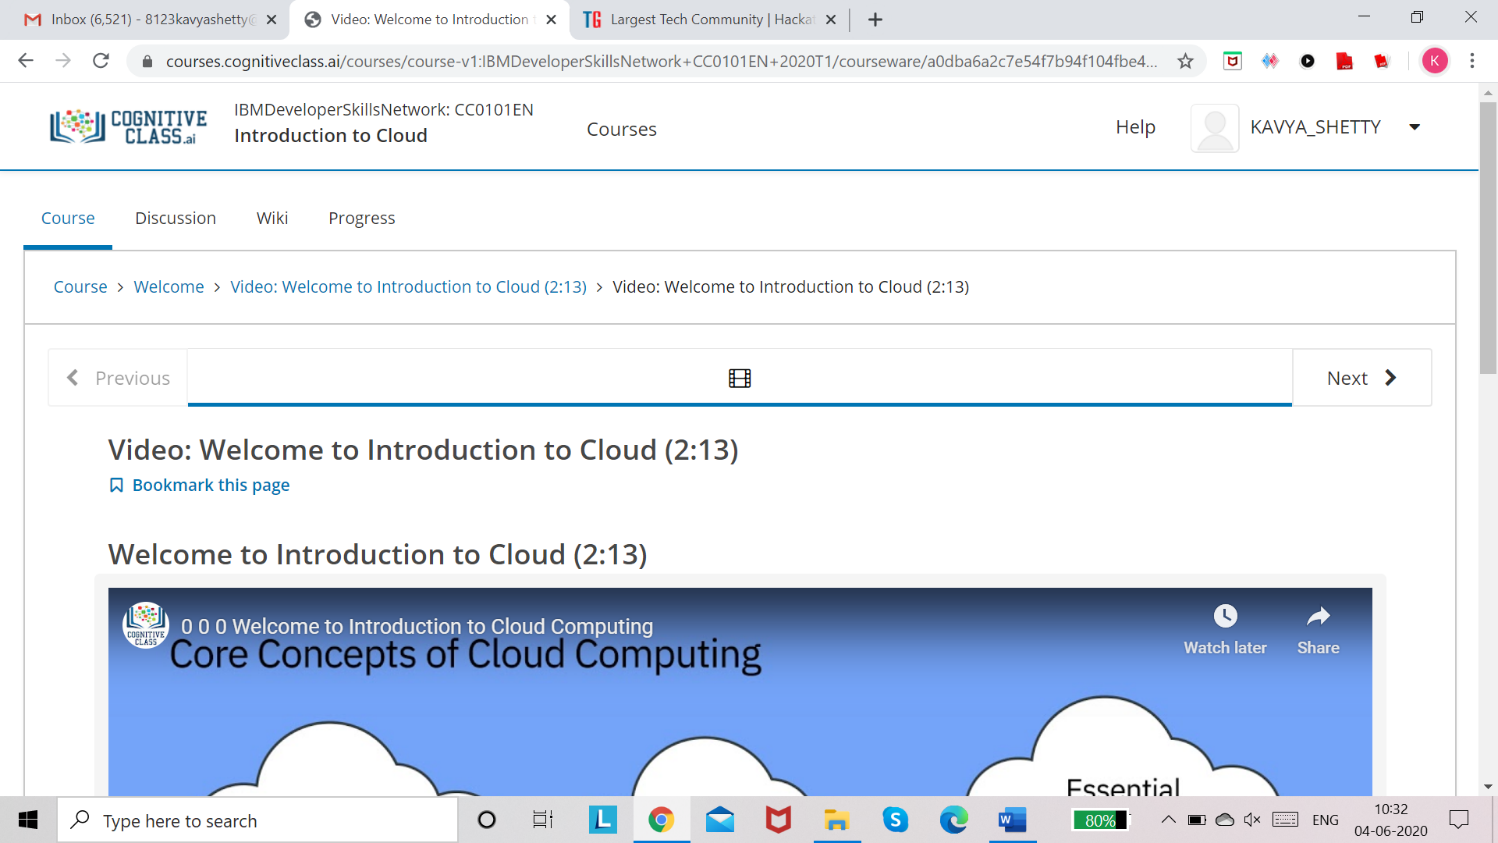 Inbox (6,521) - 8123kavyashetty@
Video: Welcome to Introduction t
TG Largest Tech Community | Hackat
courses.cognitiveclass.ai/courses/course-v1:IBMDeveloperSkillsNetwork+CC0101EN+2020T1/courseware/a0dba6a2c7e54f7b94f104fbe4...
K
COGNITIVE
CLASS.ai
IBMDeveloperSkillsNetwork: CC0101EN
Introduction to Cloud
Courses
Help
KAVYA_SHETTY
Course
Discussion
Wiki
Progress
Course > Welcome > Video: Welcome to Introduction to Cloud (2:13) > Video: Welcome to Introduction to Cloud (2:13)
Previous
Next
Video: Welcome to Introduction to Cloud (2:13)
Bookmark this page
Welcome to Introduction to Cloud (2:13)
COGNITIVE
CLASS
0 0 0 Welcome to Introduction to Cloud Computing
Watch later
Share
Core Concepts of Cloud Computing
Essential
Type here to search
L
W
80%
ENG
10:32
04-06-2020